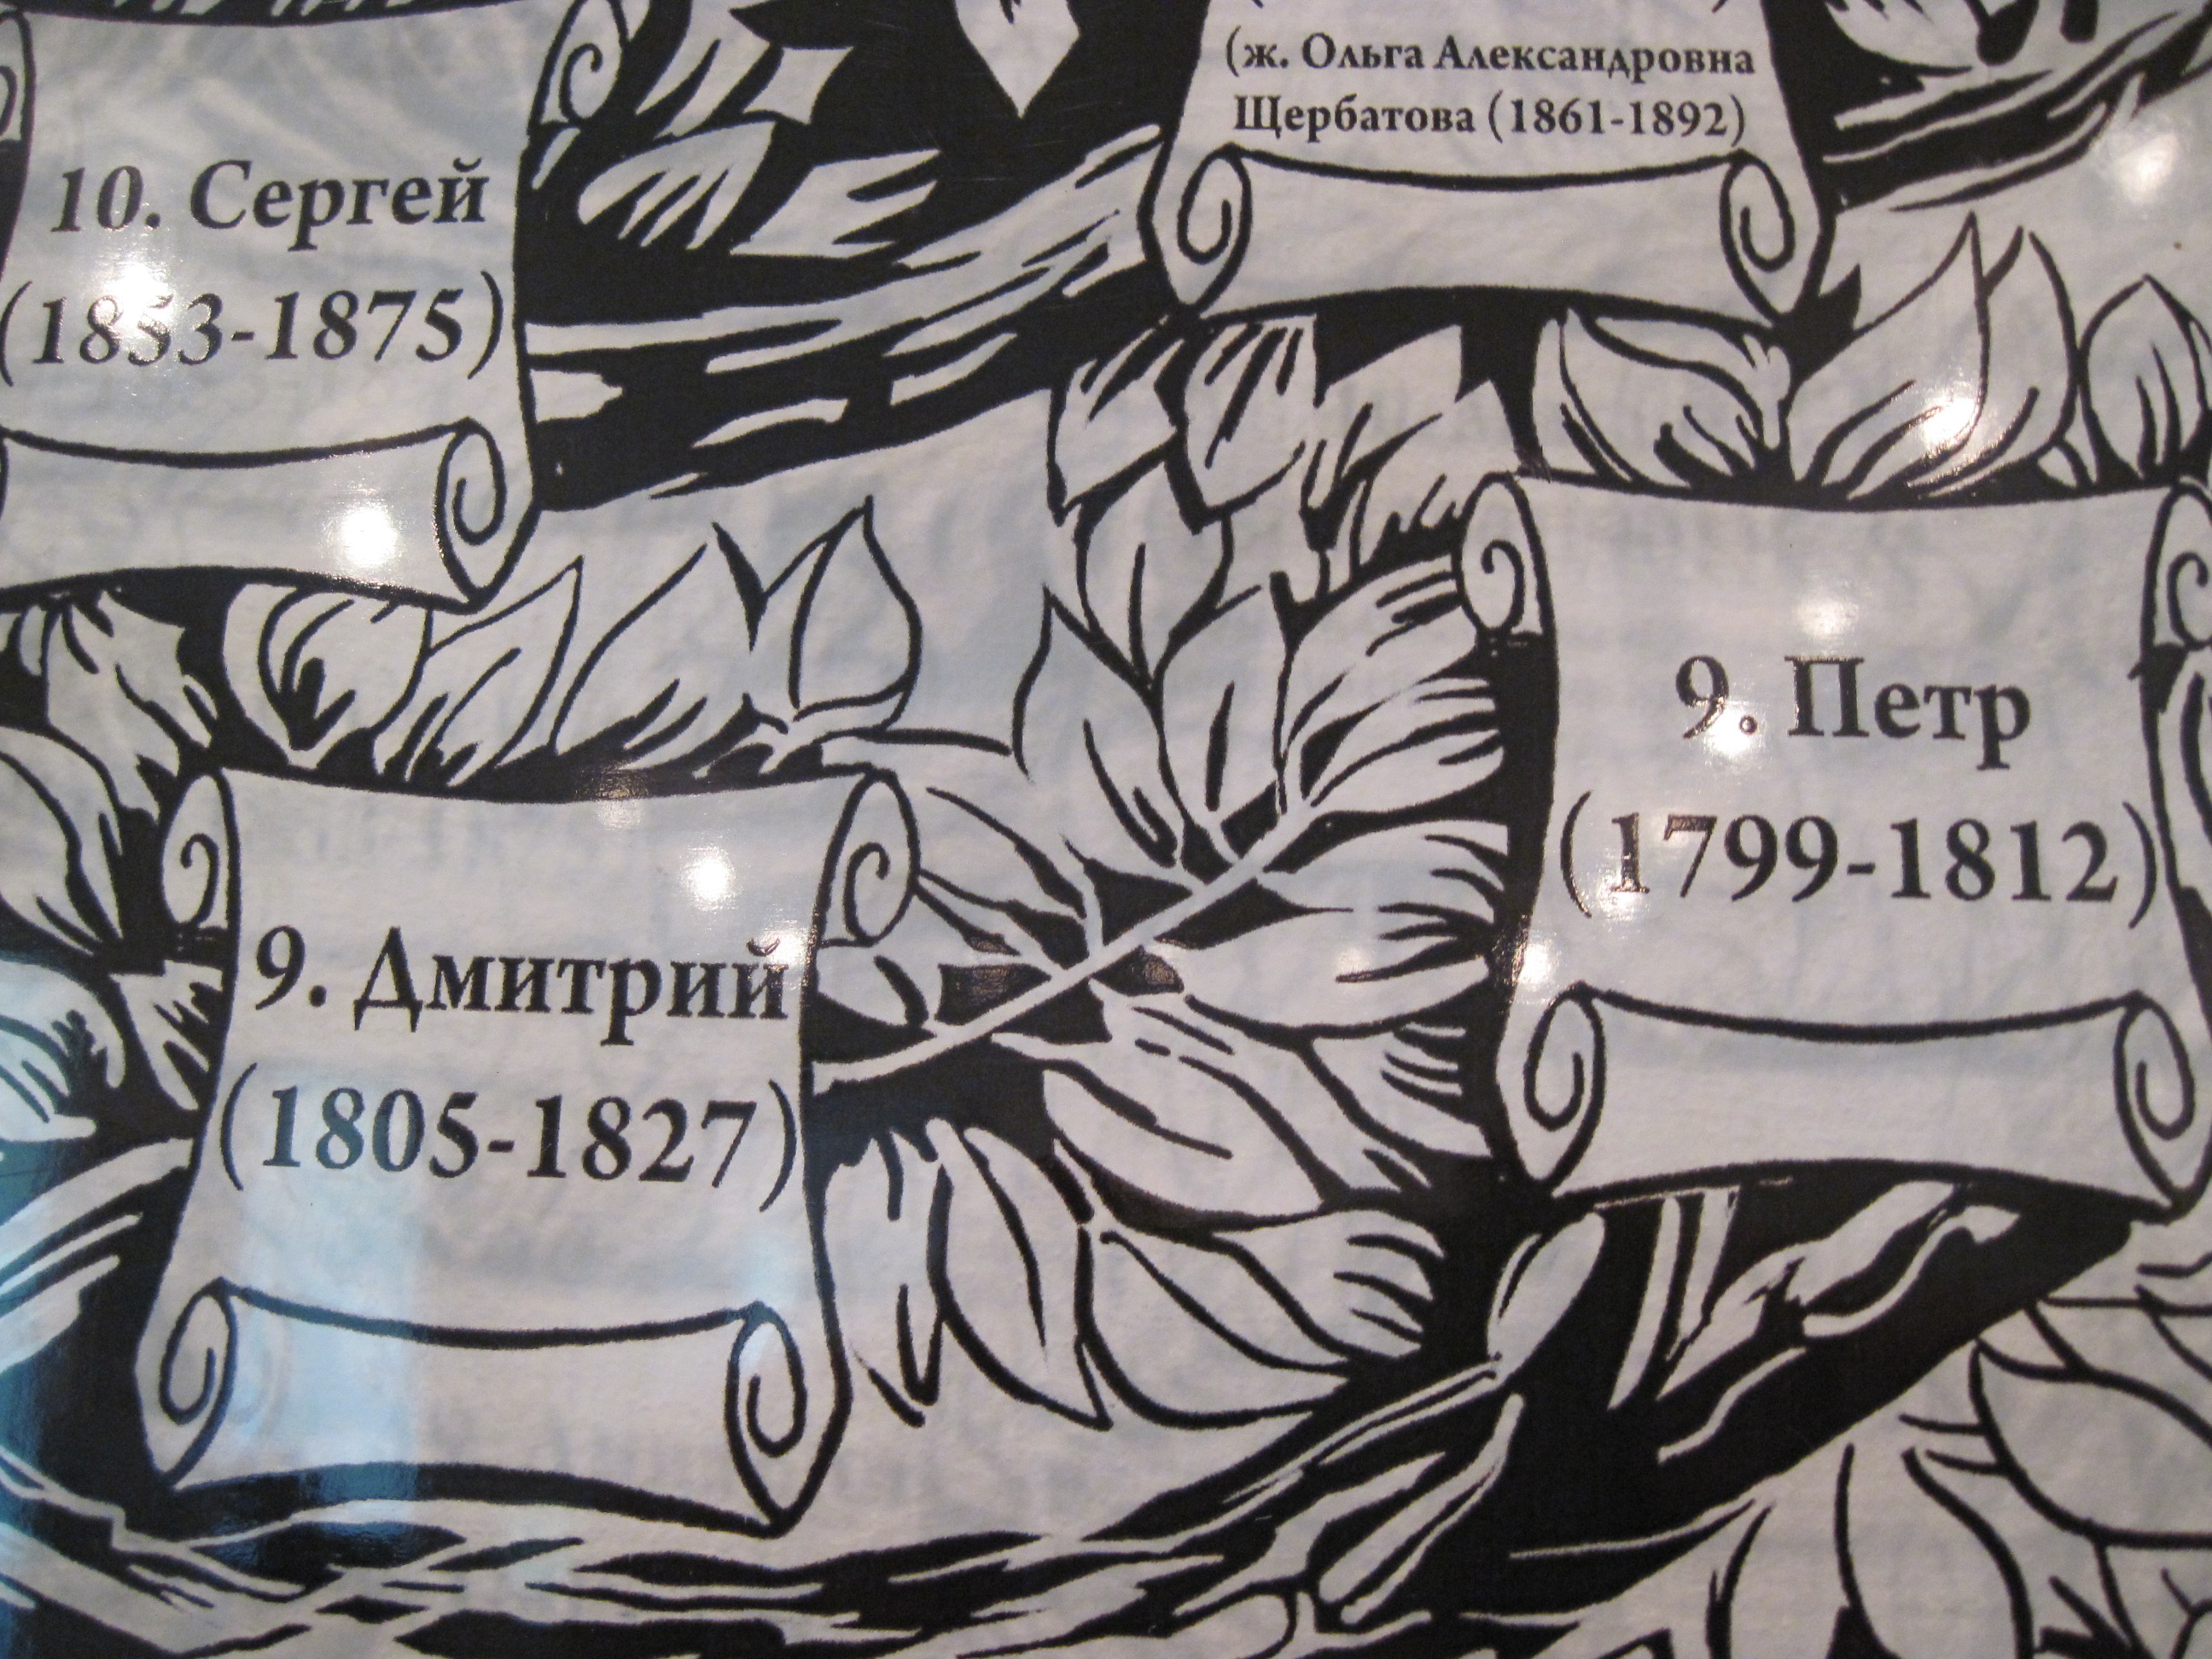 (ж. Ольга Александровна
Щербатова (1861-1892)
10. Сергей
(1853-1875)
9. Петр
(1799-1812)
9. Дмитрий
(1805-1827)